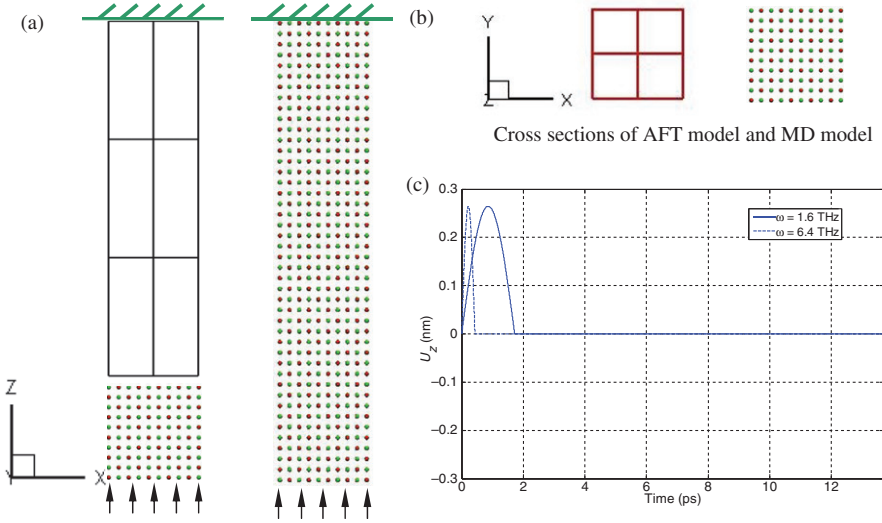 (a)
Z
X
Y
(b)
Y
Z
X
Cross sections of AFT model and MD model
(c)
0.3
0.2
0.1
0
−0.1
−0.2
−0.3
U_Z (nm)
ω = 1.6 THz
ω = 6.4 THz
0 2 4 6 8 10 12
Time (ps)